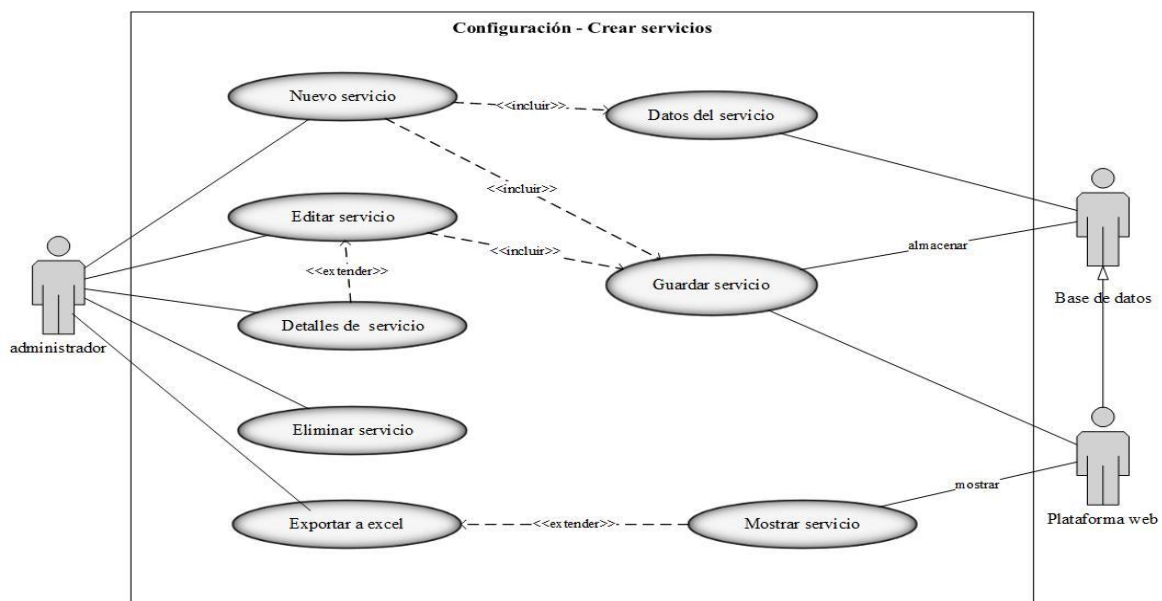 Configuración - Crear servicios
Nuevo servicio
<<incluir>>
Datos del servicio
<<incluir>>
Editar servicio
<<incluir>>
almacenar
<<extender>>
Guardar servicio
Base de datos
Detalles de servicio
administrador
Eliminar servicio
mostrar
Exportar a excel
<<extender>>
Mostrar servicio
Plataforma web